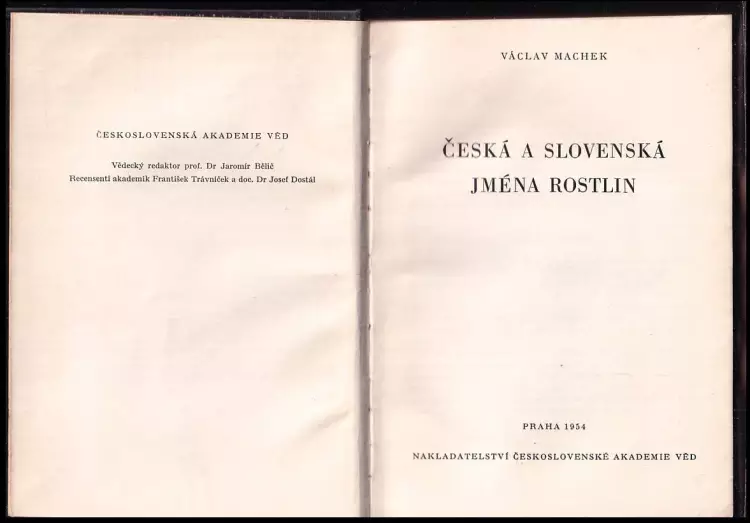 ČESKOSLOVENSKÁ AKADEMIE VĚD
Vědecký redaktor prof. Dr Jaromír Bělič
Recensenti akademik František Trávníček a doc. Dr Josef Dostál
VÁCLAV MACHEK
ČESKÁ A SLOVENSKÁ
JMÉNA ROSTLIN
PRAHA 1954
NAKLADATELSTVÍ ČESKOSLOVENSKÉ AKADEMIE VĚD